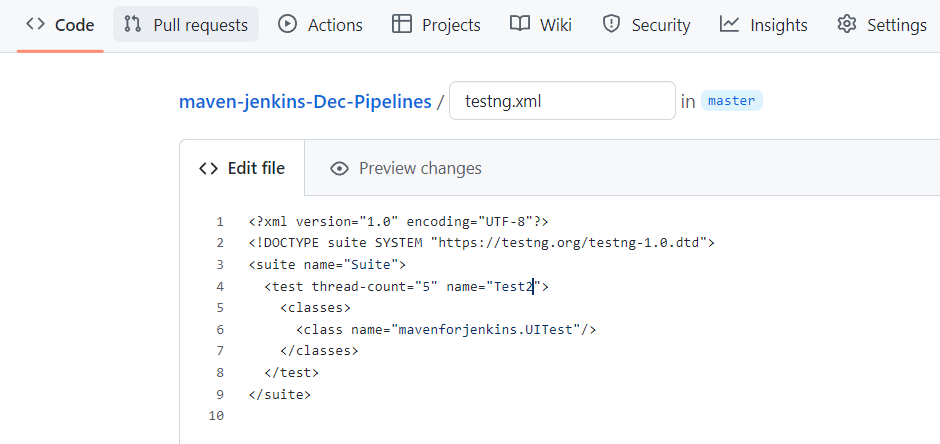 <> Code Pull requests Actions Projects Wiki Security Insights Settings
maven-jenkins-Dec-Pipelines / testng.xml in master
<> Edit file Preview changes
1 <?xml version="1.0" encoding="UTF-8"?>
2 <!DOCTYPE suite SYSTEM "https://testng.org/testng-1.0.dtd">
3 <suite name="Suite">
4   <test thread-count="5" name="Test2">
5     <classes>
6       <class name="mavenforjenkins.UITest"/>
7     </classes>
8   </test>
9 </suite>
10